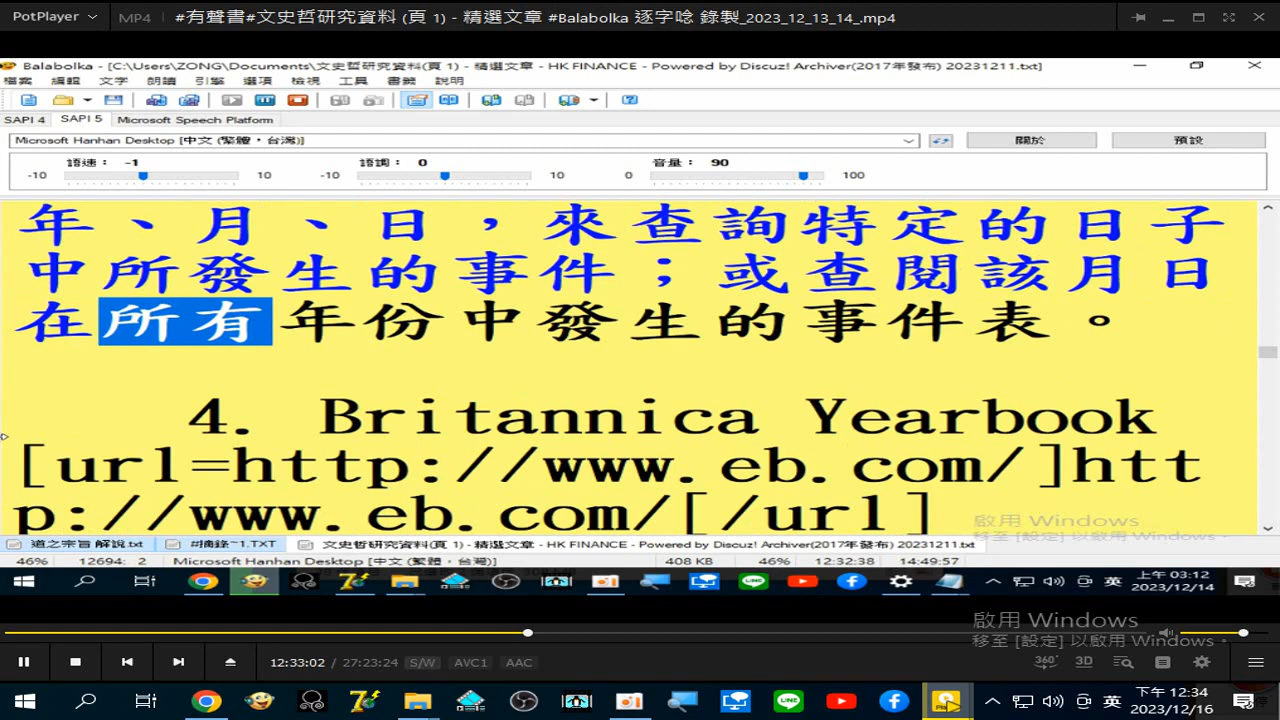 PotPlayer MP4 #有聲書#文史哲研究資料 (頁 1) - 精選文章 #Balabolka 逐字唸 錄製_2023_12_13_14_.mp4
Balabolka - [C:\Users\ZONG\Documents\文史哲研究資料(頁 1) - 精選文章 - HK FINANCE - Powered by Discuz! Archiver(2017年發布) 20231211.txt]
檔案 編輯 文字 朗讀 引擎 選項 檢視 工具 書籤 說明
SAPI 4 SAPI 5 Microsoft Speech Platform
Microsoft Hanhan Desktop [中文 (繁體，台灣)] 關於 預設
語速： -1 語調： 0 音量： 90
-10 10 -10 10 0 100
年、月、日，來查詢特定的日子
中所發生的事件；或查閱該月日
在所有年份中發生的事件表。
4. Britannica Yearbook
[url=http://www.eb.com/]htt
p://www.eb.com/[/url]
啟用 Windows
移至 [設定] 以啟用 Windows。
道之宗旨 解說.txt #摘錄~1.TXT 文史哲研究資料(頁 1) - 精選文章 - HK FINANCE - Powered by Discuz! Archiver(2017年發布) 20231211.txt
46% 12694: 2 Microsoft Hanhan Desktop [中文 (繁體，台灣)] 408 KB 46% 12:32:38 14:49:57
英 上午 03:12
2023/12/14
啟用 Windows
移至 [設定] 以啟用 Windows。
12:33:02 / 27:23:24 S/W AVC1 AAC 360° 3D
英 下午 12:34
2023/12/16